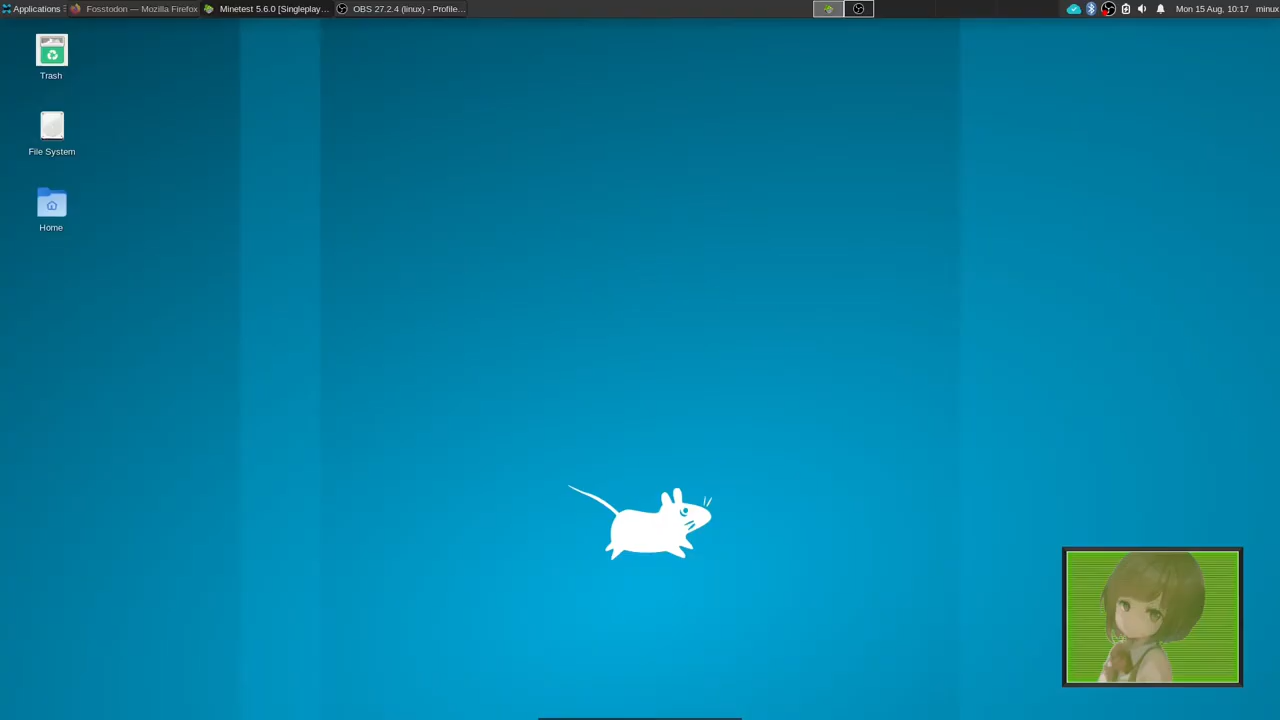 Applications Fosstodon — Mozilla Firefox Minetest 5.6.0 [Singleplay... OBS 27.2.4 (linux) - Profile... Mon 15 Aug, 10:17 minux
Trash
File System
Home